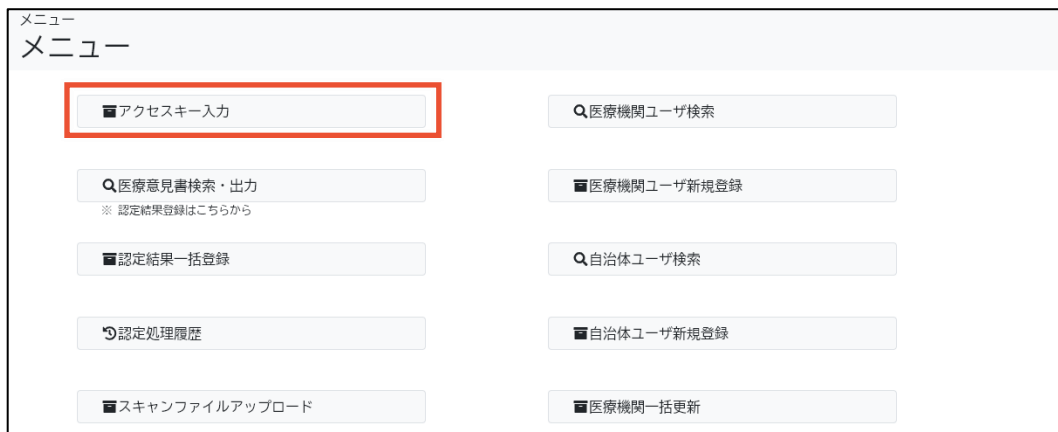 メニュー
メニュー
アクセスキー入力
医療機関ユーザ検索
医療意見書検索・出力
※ 認定結果登録はこちらから
医療機関ユーザ新規登録
認定結果一括登録
自治体ユーザ検索
認定処理履歴
自治体ユーザ新規登録
スキャンファイルアップロード
医療機関一括更新